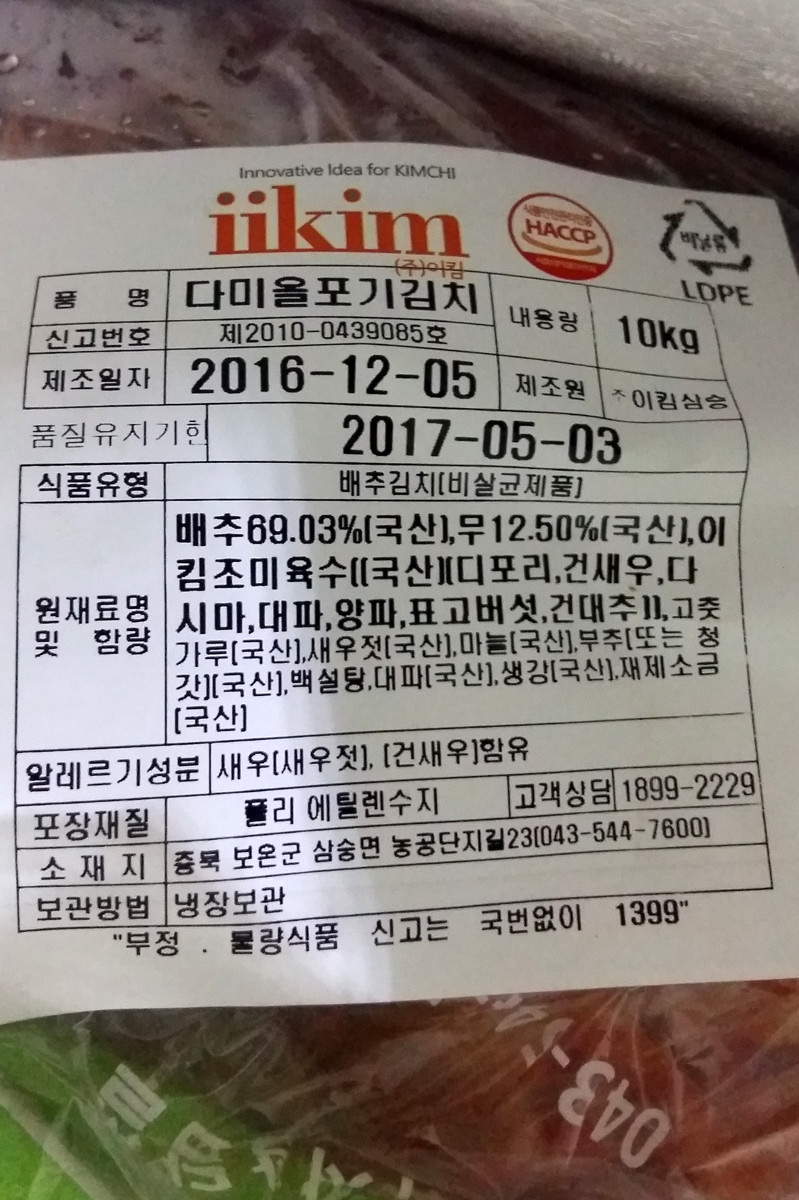 Innovative Idea for KIMCHI
iikim
(주)이킴
식품안전관리인증
HACCP
비닐류
LDPE
품 명 다미올포기김치 내용량 10kg
신고번호 제2010-0439085호
제조일자 2016-12-05 제조원 이킴삼승
품질유지기한 2017-05-03
식품유형 배추김치[비살균제품]
원재료명 및 함량
배추69.03%(국산),무12.50%(국산),이
킴조미육수((국산)(디포리,건새우,다
시마,대파,양파,표고버섯,건대추)),고춧
가루[국산],새우젓[국산],마늘[국산],부추[또는 청
갓)[국산],백설탕,대파[국산],생강[국산],재제소금
[국산]
알레르기성분 새우[새우젓], [건새우]함유
포장재질 폴리 에틸렌수지 고객상담 1899-2229
소 재 지 충북 보은군 삼승면 농공단지길23[043-544-7600]
보관방법 냉장보관
"부정 . 불량식품 신고는 국번없이 1399"
043-